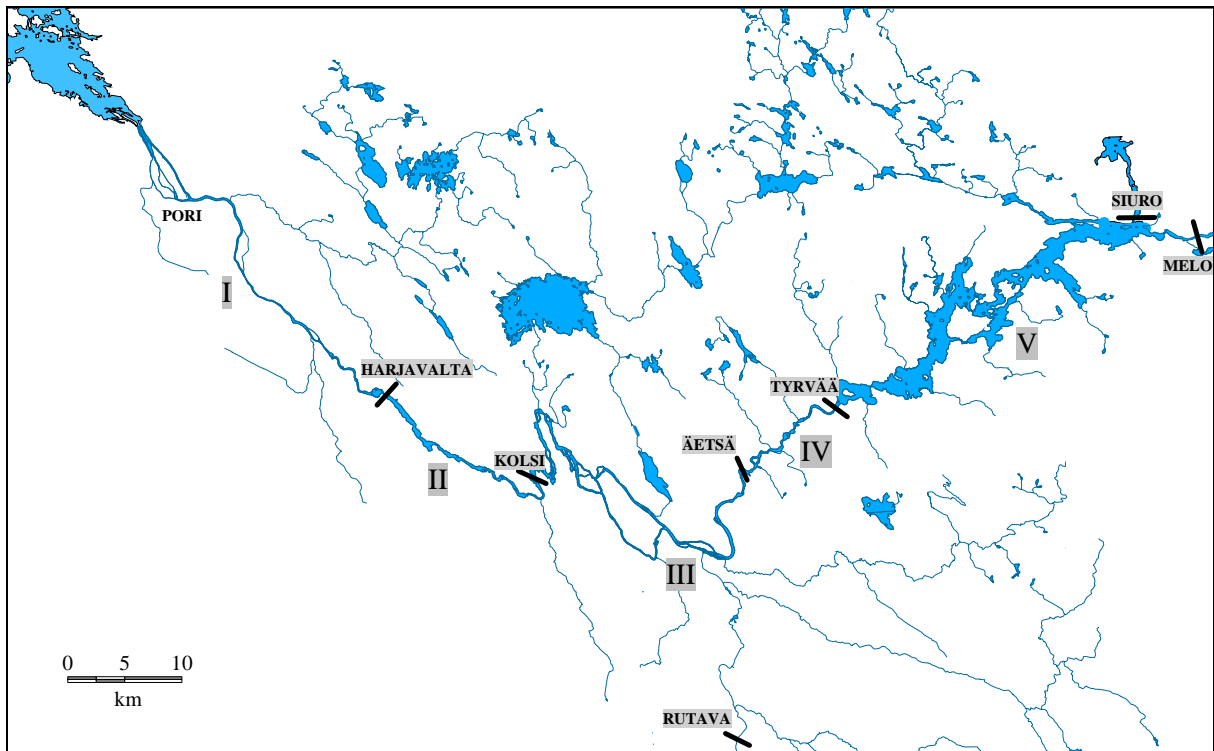 SIURO
PORI
MELO
I
V
HARJAVALTA
TYRVÄÄ
ÄETSÄ
IV
KOLSI
II
III
0 5 10
km
RUTAVA